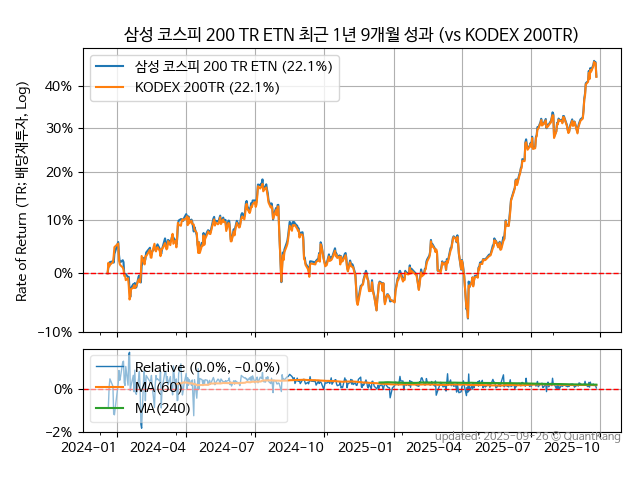 삼성 코스피 200 TR ETN 최근 1년 9개월 성과 (vs KODEX 200TR)
Rate of Return (TR: 배당재투자, Log)
삼성 코스피 200 TR ETN (22.1%)
KODEX 200TR (22.1%)
40%
30%
20%
10%
0%
−10%
Relative (0.0%, −0.0%)
MA(60)
MA(240)
0%
−2%
2024−01
2024−04
2024−07
2024−10
2025−01
2025−04
2025−07
2025−10
updated: 2025-09-26 © QuantKang